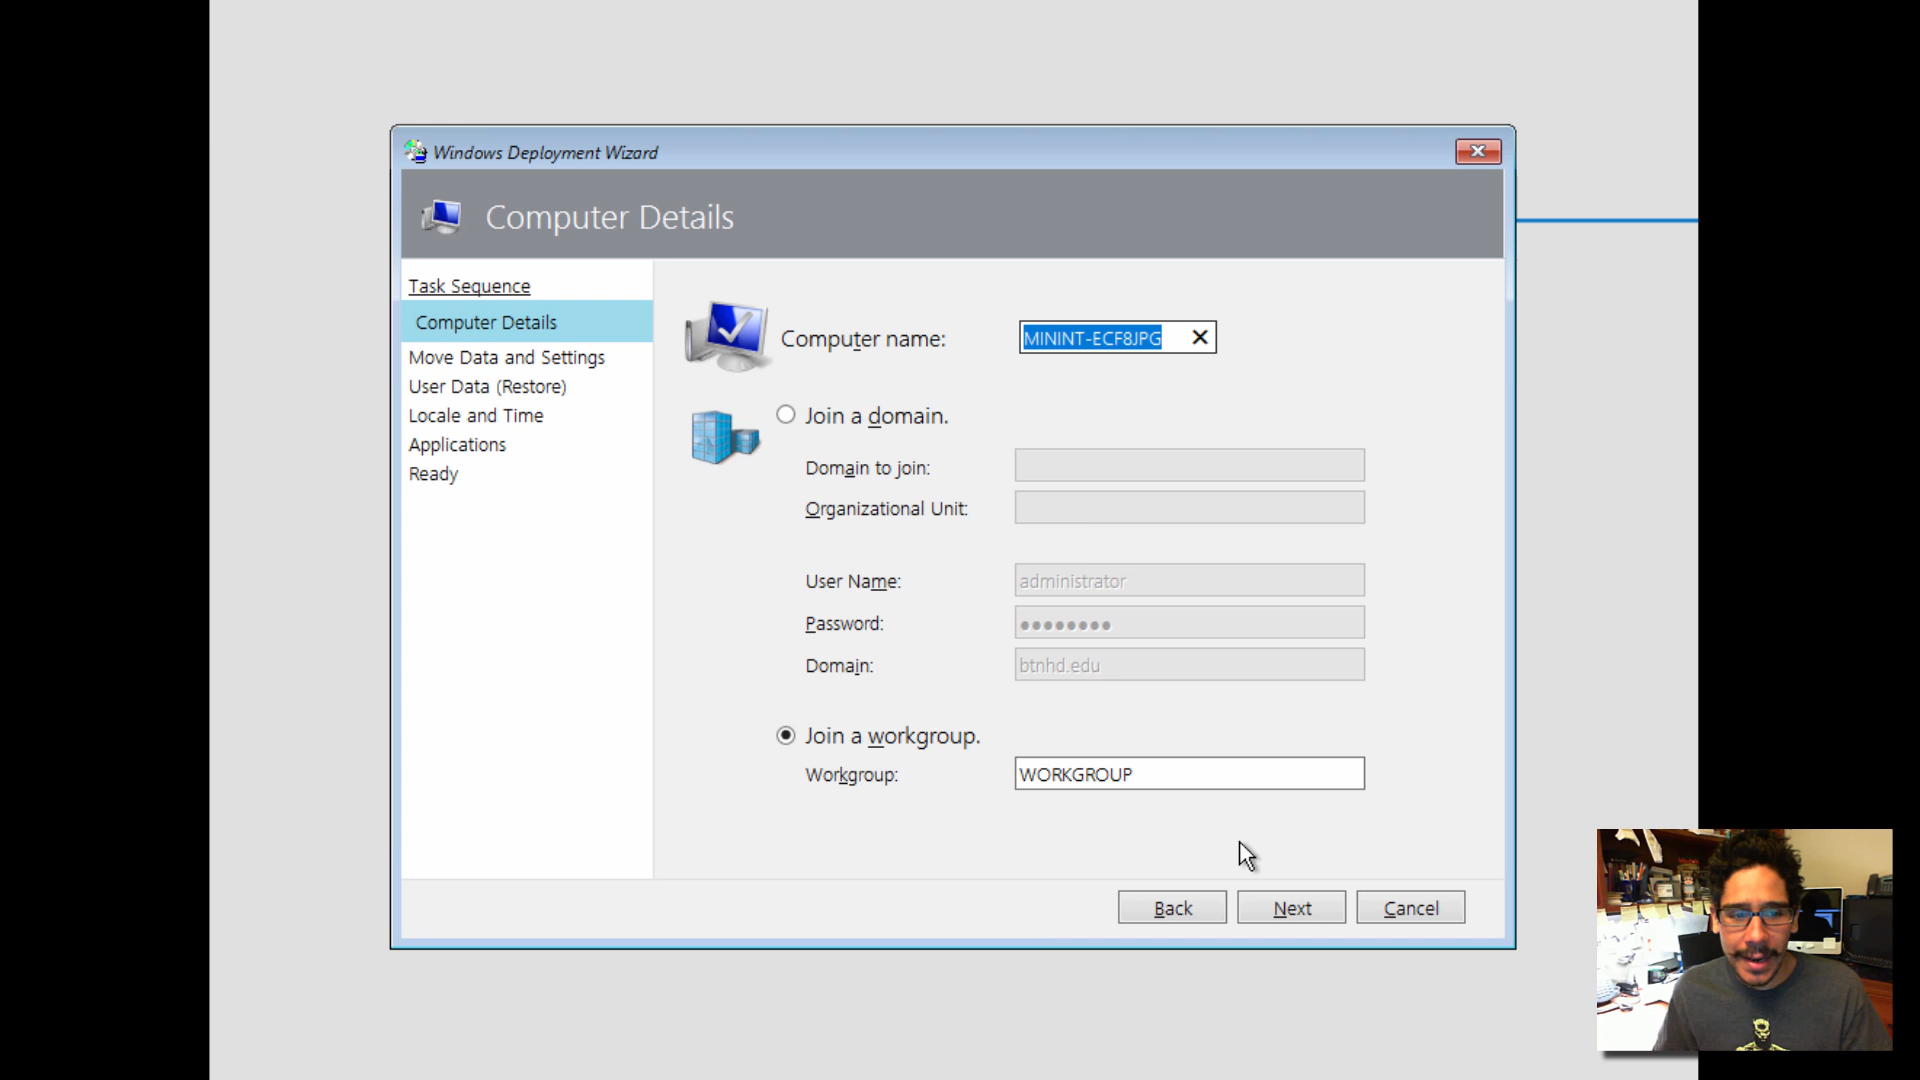 Windows Deployment Wizard
Computer Details
Task Sequence
Computer Details
Move Data and Settings
User Data (Restore)
Locale and Time
Applications
Ready
Computer name:
MININT-ECF8JPG
Join a domain.
Domain to join:
Organizational Unit:
User Name:
administrator
Password:
Domain:
btnhd.edu
Join a workgroup.
Workgroup:
WORKGROUP
Back
Next
Cancel